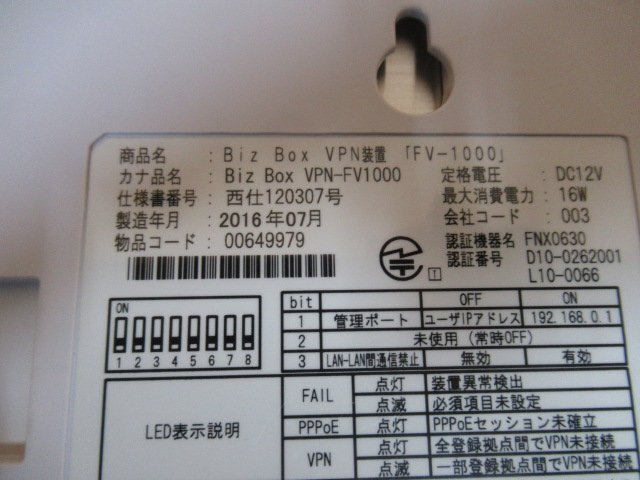 商品名 : Biz Box VPN装置 「FV-1000」
カナ品名 : Biz Box VPN-FV1000 定格電圧 : DC12V
仕様書番号 : 西仕120307号 最大消費電力 : 16W
製造年月 : 2016年07月 会社コード : 003
物品コード : 00649979 認証機器名 FNX0630
認証番号 D10-0262001
L10-0066
T
ON
1 2 3 4 5 6 7 8
bit OFF ON
1 管理ポート ユーザIPアドレス 192.168.0.1
2 未使用 (常時OFF)
3 LAN-LAN間通信禁止 無効 有効
LED表示説明
FAIL 点灯 装置異常検出
点滅 必須項目未設定
PPPoE 点灯 PPPoEセッション未確立
VPN 点灯 全登録拠点間でVPN未接続
点滅 一部登録拠点間でVPN未接続